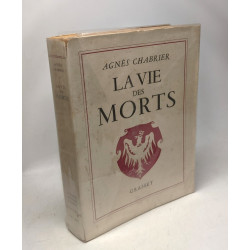 AGNÈS CHABRIER
LA VIE
DES
MORTS
GRASSET